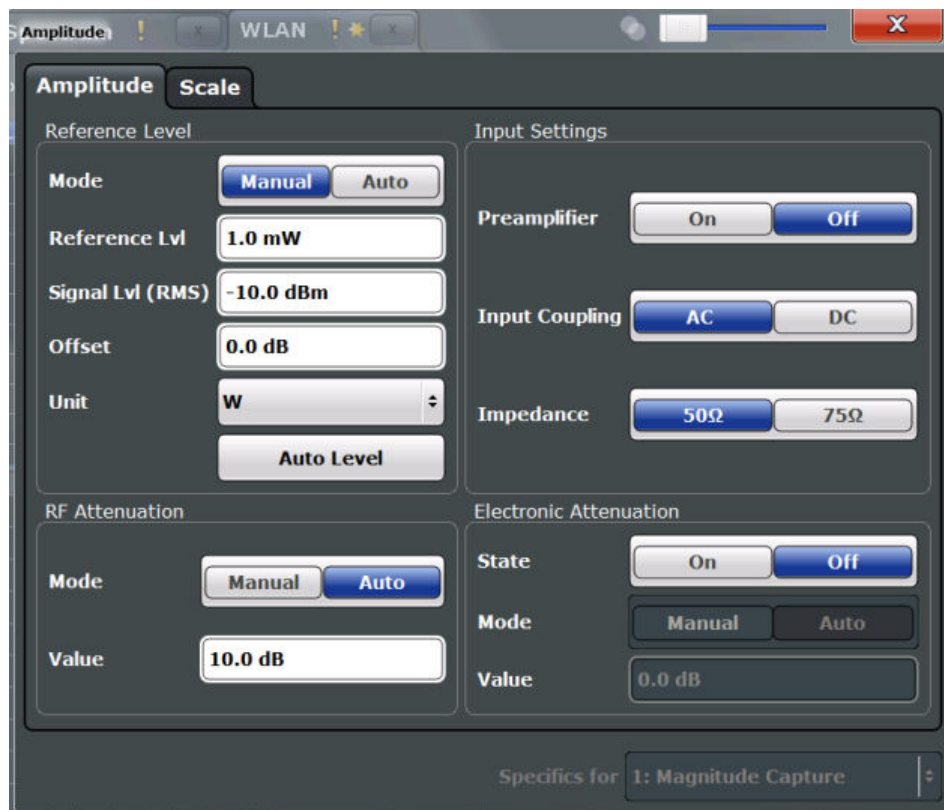 Amplitude ! x WLAN ! x X
Amplitude Scale
Reference Level
Mode Manual Auto
Reference Lvl 1.0 mW
Signal Lvl (RMS) -10.0 dBm
Offset 0.0 dB
Unit W
Auto Level
Input Settings
Preamplifier On Off
Input Coupling AC DC
Impedance 50Ω 75Ω
RF Attenuation
Mode Manual Auto
Value 10.0 dB
Electronic Attenuation
State On Off
Mode Manual Auto
Value 0.0 dB
Specifics for 1: Magnitude Capture